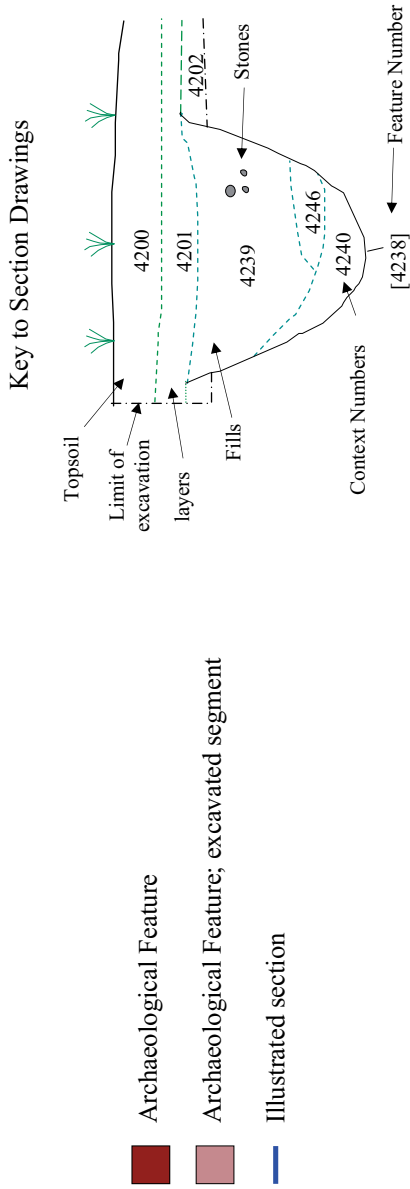 Key to Section Drawings
Topsoil
Limit of
excavation
layers
Fills
Context Numbers
4200
4201
4202
4239
4246
4240
[4238]
Stones
Feature Number
Archaeological Feature
Archaeological Feature; excavated segment
Illustrated section